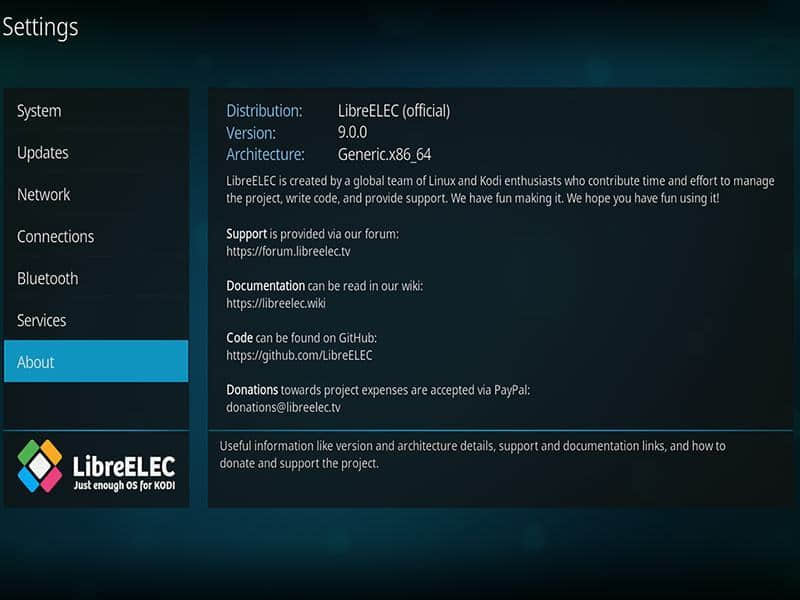 Settings
System
Updates
Network
Connections
Bluetooth
Services
About
LibreELEC
Just enough OS for KODI
Distribution: LibreELEC (official)
Version: 9.0.0
Architecture: Generic.x86_64
LibreELEC is created by a global team of Linux and Kodi enthusiasts who contribute time and effort to manage
the project, write code, and provide support. We have fun making it. We hope you have fun using it!
Support is provided via our forum:
https://forum.libreelec.tv
Documentation can be read in our wiki:
https://libreelec.wiki
Code can be found on GitHub:
https://github.com/LibreELEC
Donations towards project expenses are accepted via PayPal:
donations@libreelec.tv
Useful information like version and architecture details, support and documentation links, and how to
donate and support the project.